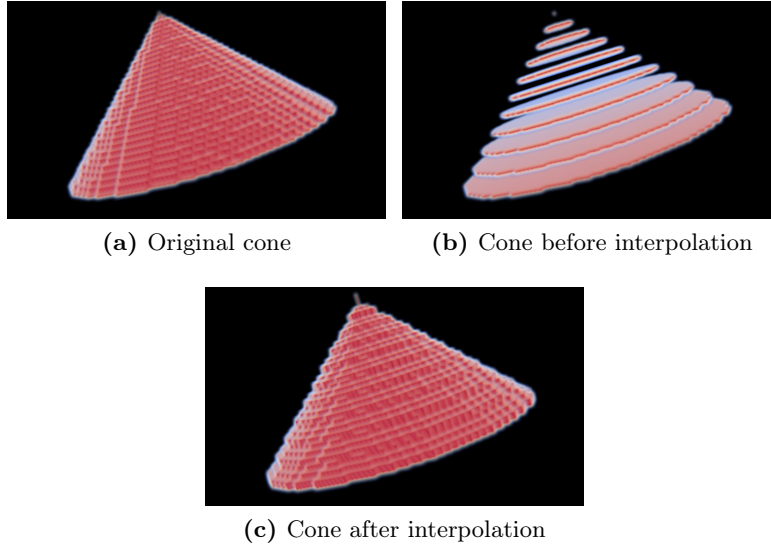 (a) Original cone
(b) Cone before interpolation
(c) Cone after interpolation